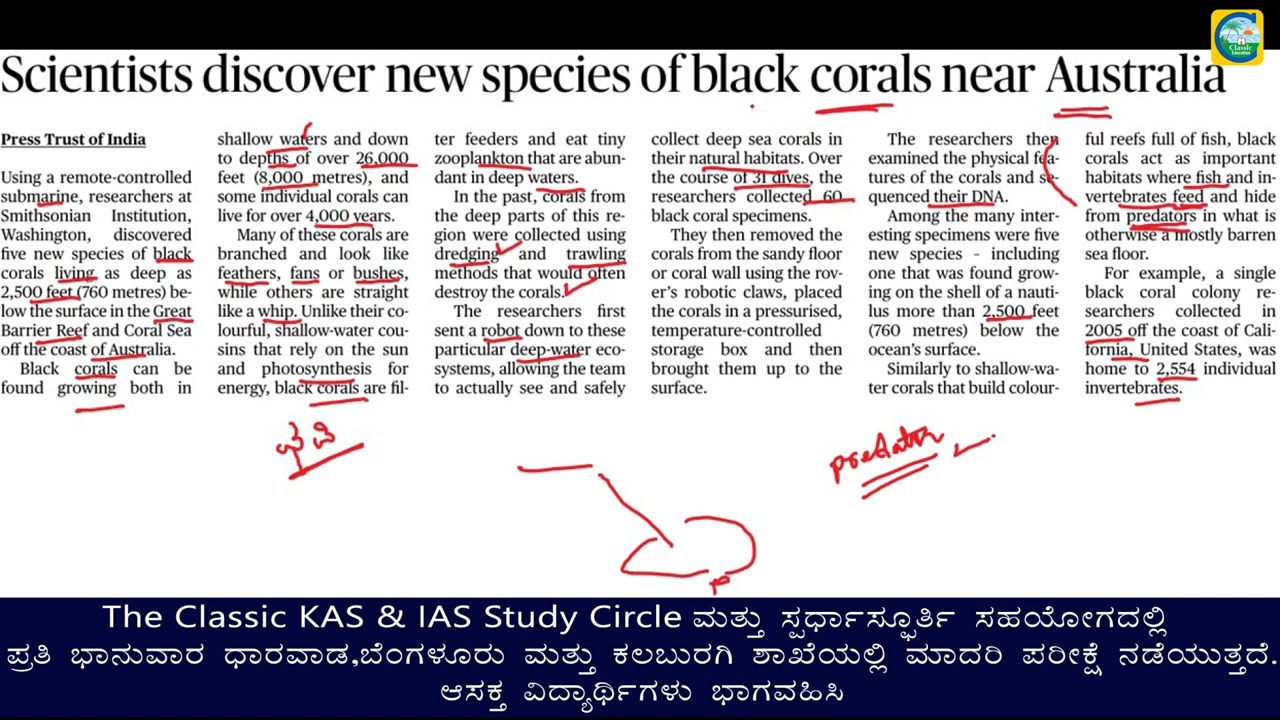 Classic
Education
Scientists discover new species of black corals near Australia
Press Trust of India
Using a remote-controlled
submarine, researchers at
Smithsonian Institution,
Washington, discovered
five new species of black
corals living as deep as
2,500 feet (760 metres) be-
low the surface in the Great
Barrier Reef and Coral Sea
off the coast of Australia.
Black corals can be
found growing both in
shallow waters and down
to depths of over 26,000
feet (8,000 metres), and
some individual corals can
live for over 4,000 years.
Many of these corals are
branched and look like
feathers, fans or bushes,
while others are straight
like a whip. Unlike their co-
lourful, shallow-water cou-
sins that rely on the sun
and photosynthesis for
energy, black corals are fil-
ter feeders and eat tiny
zooplankton that are abun-
dant in deep waters.
In the past, corals from
the deep parts of this re-
gion were collected using
dredging and trawling
methods that would often
destroy the corals.
The researchers first
sent a robot down to these
particular deep-water eco-
systems, allowing the team
to actually see and safely
collect deep sea corals in
their natural habitats. Over
the course of 31 dives, the
researchers collected 60
black coral specimens.
They then removed the
corals from the sandy floor
or coral wall using the rov-
er's robotic claws, placed
the corals in a pressurised,
temperature-controlled
storage box and then
brought them up to the
surface.
The researchers then
examined the physical fea-
tures of the corals and se-
quenced their DNA.
Among the many inter-
esting specimens were five
new species - including
one that was found grow-
ing on the shell of a nauti-
lus more than 2,500 feet
(760 metres) below the
ocean's surface.
Similarly to shallow-wa-
ter corals that build colour-
ful reefs full of fish, black
corals act as important
habitats where fish and in-
vertebrates feed and hide
from predators in what is
otherwise a mostly barren
sea floor.
For example, a single
black coral colony re-
searchers collected in
2005 off the coast of Cali-
fornia, United States, was
home to 2,554 individual
invertebrates.
predator
The Classic KAS & IAS Study Circle ಮತ್ತು ಸ್ಪರ್ಧಾಸ್ಫೂರ್ತಿ ಸಹಯೋಗದಲ್ಲಿ
ಪ್ರತಿ ಭಾನುವಾರ ಧಾರವಾಡ,ಬೆಂಗಳೂರು ಮತ್ತು ಕಲಬುರಗಿ ಶಾಖೆಯಲ್ಲಿ ಮಾದರಿ ಪರೀಕ್ಷೆ ನಡೆಯುತ್ತದೆ.
ಆಸಕ್ತ ವಿದ್ಯಾರ್ಥಿಗಳು ಭಾಗವಹಿಸಿ